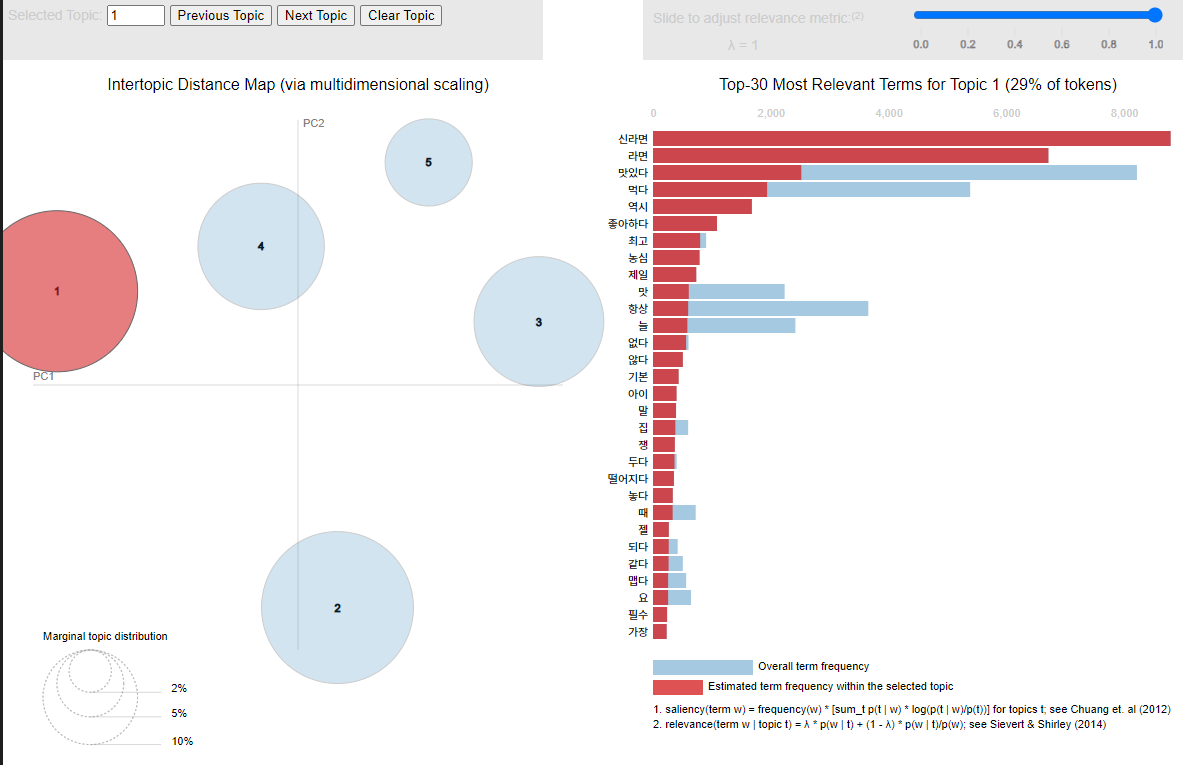 Selected Topic: 1 Previous Topic Next Topic Clear Topic
Slide to adjust relevance metric:(2)
λ = 1
0.0 0.2 0.4 0.6 0.8 1.0
Intertopic Distance Map (via multidimensional scaling)
PC2
5
4
1
3
PC1
2
Marginal topic distribution
2%
5%
10%
Top-30 Most Relevant Terms for Topic 1 (29% of tokens)
0 2,000 4,000 6,000 8,000
신라면
라면
맛있다
먹다
역시
좋아하다
최고
농심
제일
맛
항상
늘
없다
않다
기본
아이
말
집
쟁
두다
떨어지다
놓다
때
젤
되다
같다
맵다
요
필수
가장
Overall term frequency
Estimated term frequency within the selected topic
1. saliency(term w) = frequency(w) * [sum_t p(t | w) * log(p(t | w)/p(t))] for topics t; see Chuang et. al (2012)
2. relevance(term w | topic t) = λ * p(w | t) + (1 - λ) * p(w | t)/p(w); see Sievert & Shirley (2014)